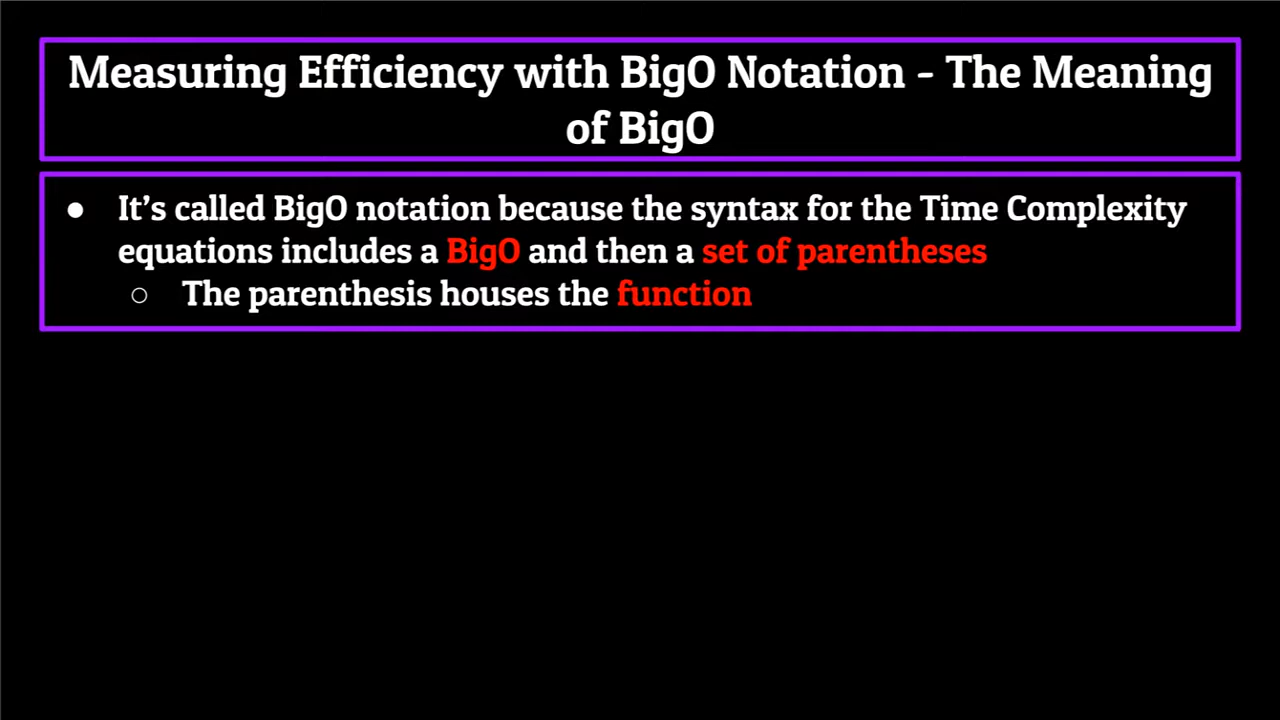 Measuring Efficiency with BigO Notation - The Meaning
of BigO
● It’s called BigO notation because the syntax for the Time Complexity
equations includes a BigO and then a set of parentheses
○ The parenthesis houses the function